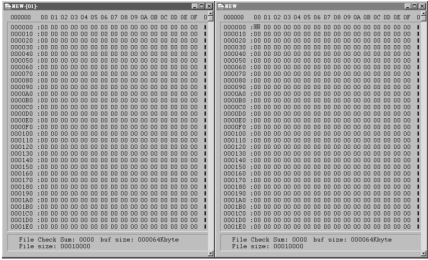 NEW-[01]-
000000 00 01 02 03 04 05 06 07 08 09 0A 0B 0C 0D 0E 0F 0
000000 :00 00 00 00 00 00 00 00 00 00 00 00 00 00 00 00
000010 :00 00 00 00 00 00 00 00 00 00 00 00 00 00 00 00
000020 :00 00 00 00 00 00 00 00 00 00 00 00 00 00 00 00
000030 :00 00 00 00 00 00 00 00 00 00 00 00 00 00 00 00
000040 :00 00 00 00 00 00 00 00 00 00 00 00 00 00 00 00
000050 :00 00 00 00 00 00 00 00 00 00 00 00 00 00 00 00
000060 :00 00 00 00 00 00 00 00 00 00 00 00 00 00 00 00
000070 :00 00 00 00 00 00 00 00 00 00 00 00 00 00 00 00
000080 :00 00 00 00 00 00 00 00 00 00 00 00 00 00 00 00
000090 :00 00 00 00 00 00 00 00 00 00 00 00 00 00 00 00
0000A0 :00 00 00 00 00 00 00 00 00 00 00 00 00 00 00 00
0000B0 :00 00 00 00 00 00 00 00 00 00 00 00 00 00 00 00
0000C0 :00 00 00 00 00 00 00 00 00 00 00 00 00 00 00 00
0000D0 :00 00 00 00 00 00 00 00 00 00 00 00 00 00 00 00
0000E0 :00 00 00 00 00 00 00 00 00 00 00 00 00 00 00 00
0000F0 :00 00 00 00 00 00 00 00 00 00 00 00 00 00 00 00
000100 :00 00 00 00 00 00 00 00 00 00 00 00 00 00 00 00
000110 :00 00 00 00 00 00 00 00 00 00 00 00 00 00 00 00
000120 :00 00 00 00 00 00 00 00 00 00 00 00 00 00 00 00
000130 :00 00 00 00 00 00 00 00 00 00 00 00 00 00 00 00
000140 :00 00 00 00 00 00 00 00 00 00 00 00 00 00 00 00
000150 :00 00 00 00 00 00 00 00 00 00 00 00 00 00 00 00
000160 :00 00 00 00 00 00 00 00 00 00 00 00 00 00 00 00
000170 :00 00 00 00 00 00 00 00 00 00 00 00 00 00 00 00
000180 :00 00 00 00 00 00 00 00 00 00 00 00 00 00 00 00
000190 :00 00 00 00 00 00 00 00 00 00 00 00 00 00 00 00
0001A0 :00 00 00 00 00 00 00 00 00 00 00 00 00 00 00 00
0001B0 :00 00 00 00 00 00 00 00 00 00 00 00 00 00 00 00
0001C0 :00 00 00 00 00 00 00 00 00 00 00 00 00 00 00 00
0001D0 :00 00 00 00 00 00 00 00 00 00 00 00 00 00 00 00
0001E0 :00 00 00 00 00 00 00 00 00 00 00 00 00 00 00 00
File Check Sum: 0000 buf size: 000064Kbyte
File size: 00010000
NEW
000000 00 01 02 03 04 05 06 07 08 09 0A 0B 0C 0D 0E 0F 0
000000 :00 00 00 00 00 00 00 00 00 00 00 00 00 00 00 00
000010 :00 00 00 00 00 00 00 00 00 00 00 00 00 00 00 00
000020 :00 00 00 00 00 00 00 00 00 00 00 00 00 00 00 00
000030 :00 00 00 00 00 00 00 00 00 00 00 00 00 00 00 00
000040 :00 00 00 00 00 00 00 00 00 00 00 00 00 00 00 00
000050 :00 00 00 00 00 00 00 00 00 00 00 00 00 00 00 00
000060 :00 00 00 00 00 00 00 00 00 00 00 00 00 00 00 00
000070 :00 00 00 00 00 00 00 00 00 00 00 00 00 00 00 00
000080 :00 00 00 00 00 00 00 00 00 00 00 00 00 00 00 00
000090 :00 00 00 00 00 00 00 00 00 00 00 00 00 00 00 00
0000A0 :00 00 00 00 00 00 00 00 00 00 00 00 00 00 00 00
0000B0 :00 00 00 00 00 00 00 00 00 00 00 00 00 00 00 00
0000C0 :00 00 00 00 00 00 00 00 00 00 00 00 00 00 00 00
0000D0 :00 00 00 00 00 00 00 00 00 00 00 00 00 00 00 00
0000E0 :00 00 00 00 00 00 00 00 00 00 00 00 00 00 00 00
0000F0 :00 00 00 00 00 00 00 00 00 00 00 00 00 00 00 00
000100 :00 00 00 00 00 00 00 00 00 00 00 00 00 00 00 00
000110 :00 00 00 00 00 00 00 00 00 00 00 00 00 00 00 00
000120 :00 00 00 00 00 00 00 00 00 00 00 00 00 00 00 00
000130 :00 00 00 00 00 00 00 00 00 00 00 00 00 00 00 00
000140 :00 00 00 00 00 00 00 00 00 00 00 00 00 00 00 00
000150 :00 00 00 00 00 00 00 00 00 00 00 00 00 00 00 00
000160 :00 00 00 00 00 00 00 00 00 00 00 00 00 00 00 00
000170 :00 00 00 00 00 00 00 00 00 00 00 00 00 00 00 00
000180 :00 00 00 00 00 00 00 00 00 00 00 00 00 00 00 00
000190 :00 00 00 00 00 00 00 00 00 00 00 00 00 00 00 00
0001A0 :00 00 00 00 00 00 00 00 00 00 00 00 00 00 00 00
0001B0 :00 00 00 00 00 00 00 00 00 00 00 00 00 00 00 00
0001C0 :00 00 00 00 00 00 00 00 00 00 00 00 00 00 00 00
0001D0 :00 00 00 00 00 00 00 00 00 00 00 00 00 00 00 00
0001E0 :00 00 00 00 00 00 00 00 00 00 00 00 00 00 00 00
File Check Sum: 0000 buf size: 000064Kbyte
File size: 00010000